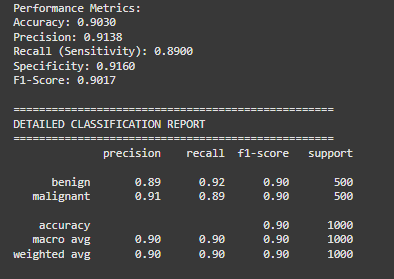 Performance Metrics:
Accuracy: 0.9030
Precision: 0.9138
Recall (Sensitivity): 0.8900
Specificity: 0.9160
F1-Score: 0.9017
==================================================
DETAILED CLASSIFICATION REPORT
==================================================
precision recall f1-score support
benign 0.89 0.92 0.90 500
malignant 0.91 0.89 0.90 500
accuracy 0.90 1000
macro avg 0.90 0.90 0.90 1000
weighted avg 0.90 0.90 0.90 1000